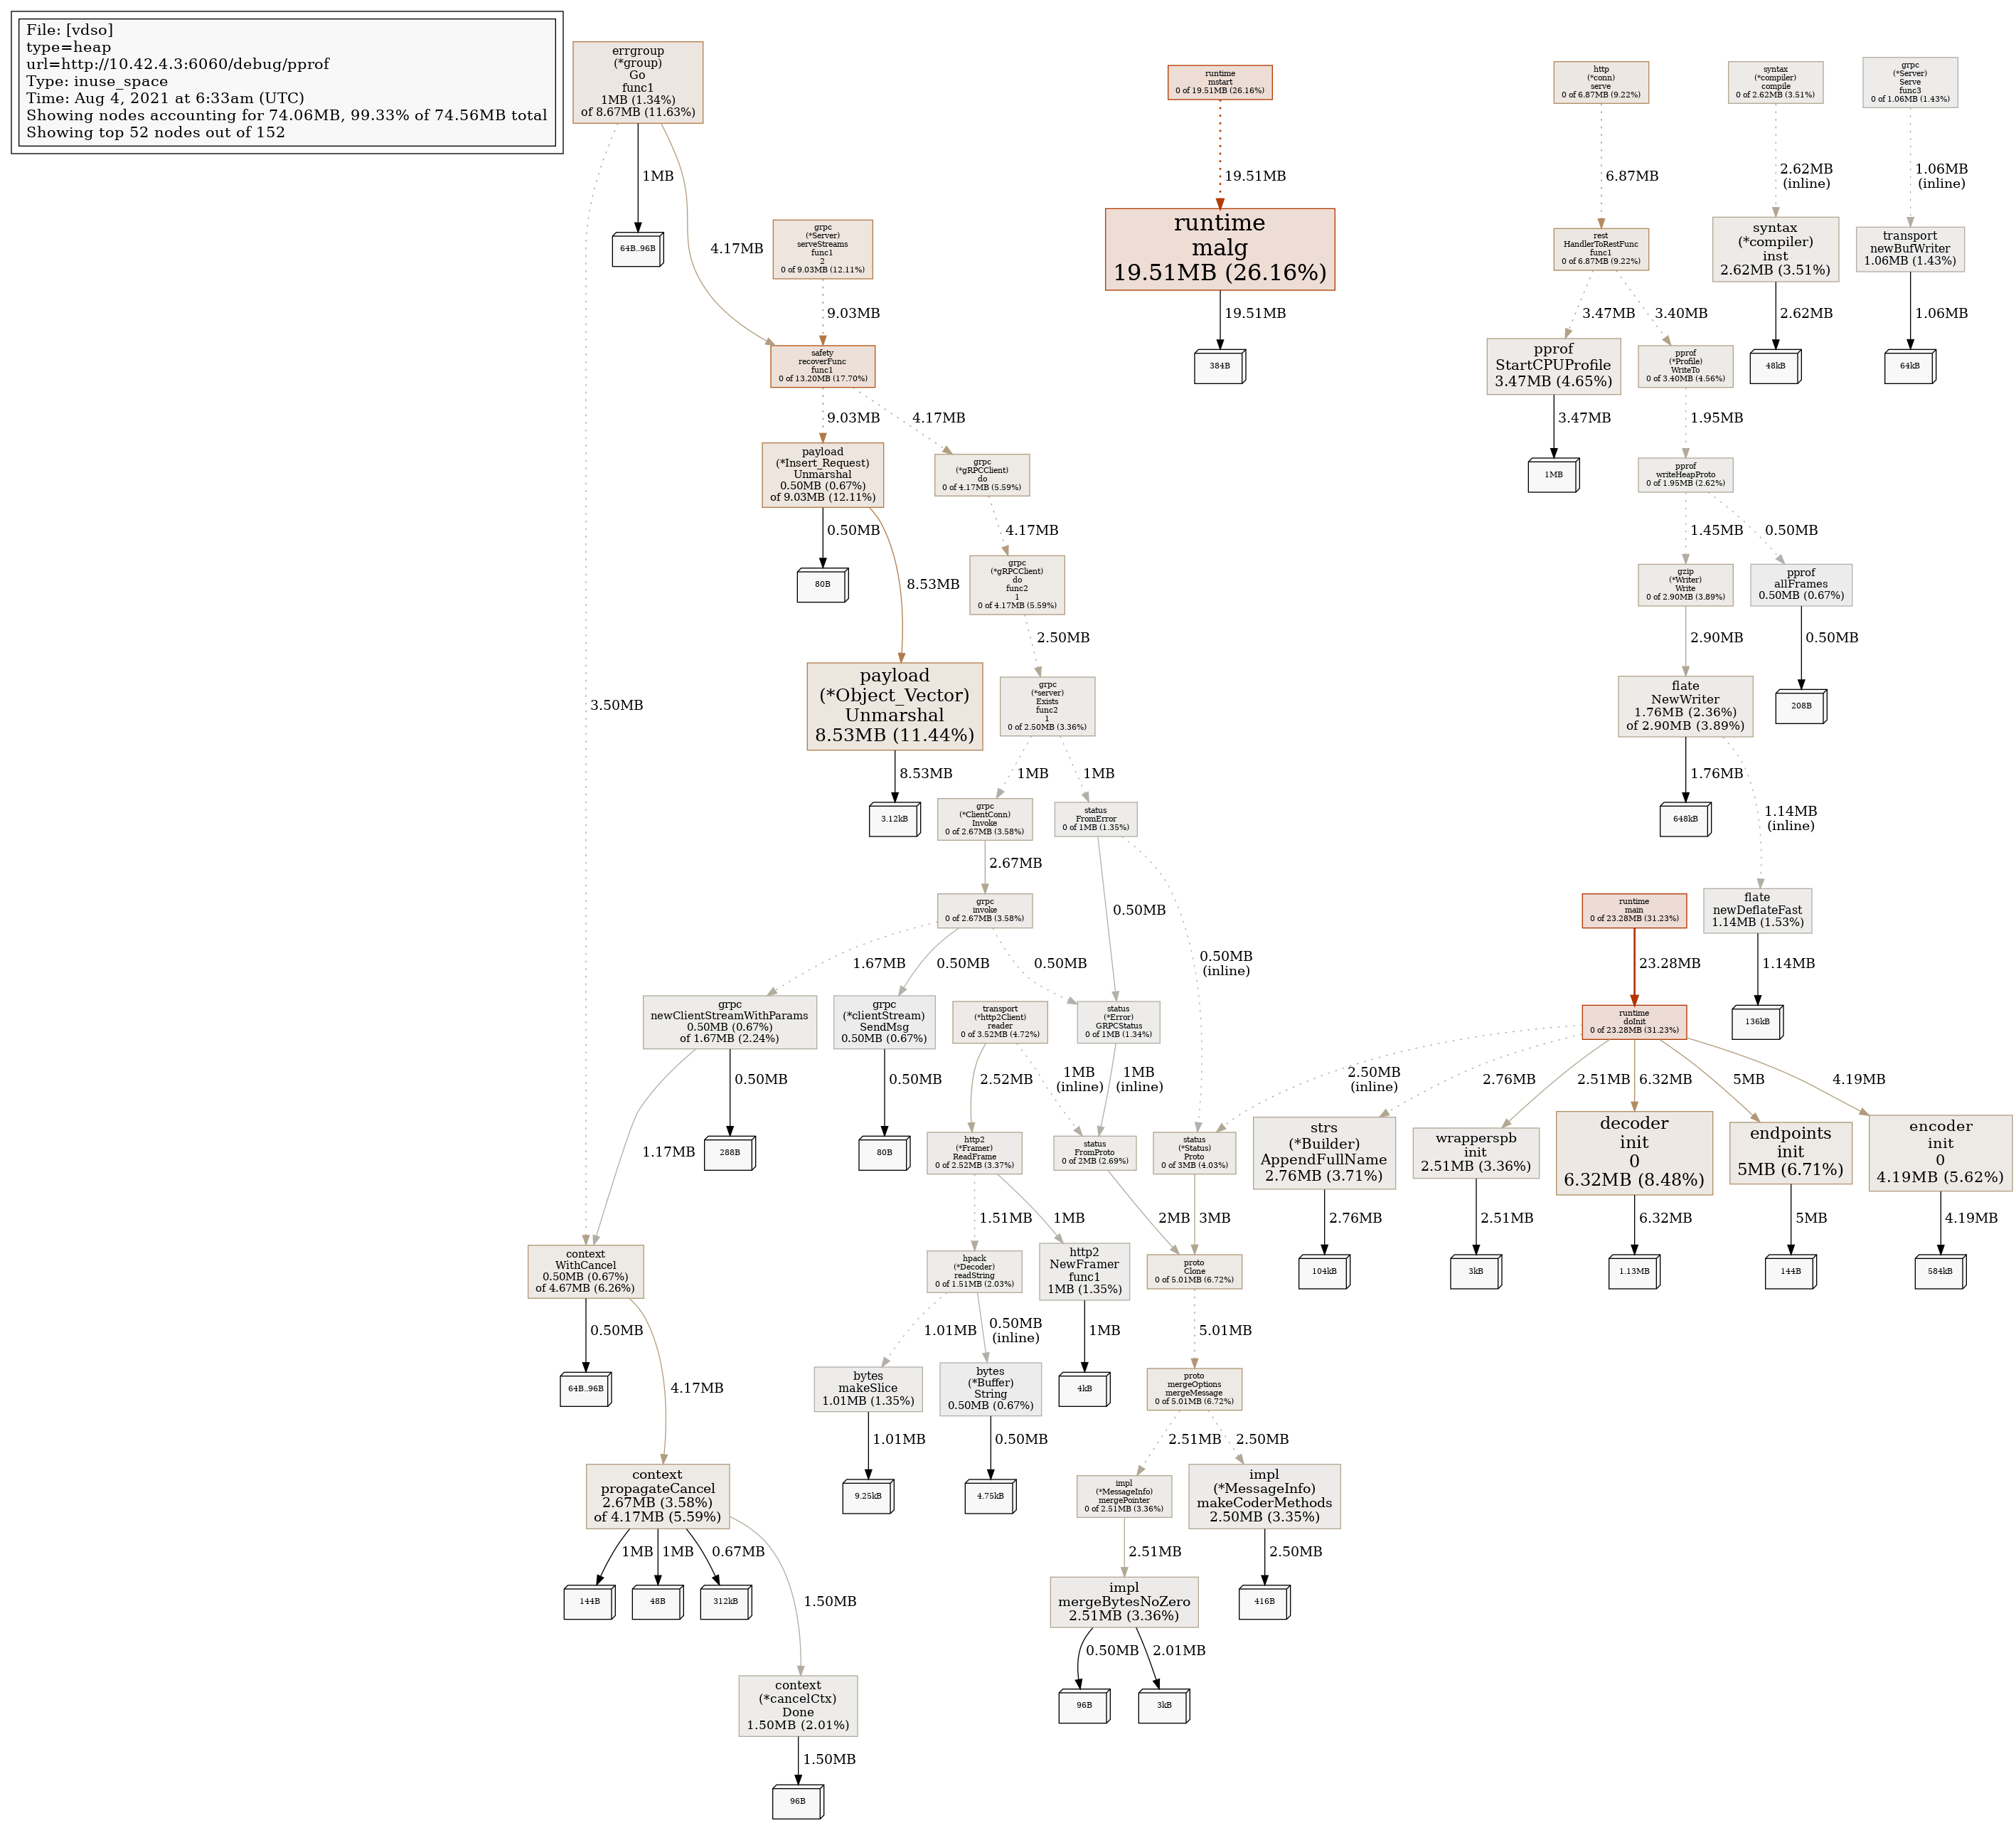 File: [vdso]
type=heap
url=http://10.42.4.3:6060/debug/pprof
Type: inuse_space
Time: Aug 4, 2021 at 6:33am (UTC)
Showing nodes accounting for 74.06MB, 99.33% of 74.56MB total
Showing top 52 nodes out of 152
errgroup
(*group)
Go
func1
1MB (1.34%)
of 8.67MB (11.63%)
runtime
mstart
0 of 19.51MB (26.16%)
http
(*conn)
serve
0 of 6.87MB (9.22%)
syntax
(*compiler)
compile
0 of 2.62MB (3.51%)
grpc
(*Server)
Serve
func3
0 of 1.06MB (1.43%)
1MB
4.17MB
19.51MB
6.87MB
2.62MB
(inline)
1.06MB
(inline)
64B..96B
grpc
(*Server)
serveStreams
func1
2
0 of 9.03MB (12.11%)
runtime
malg
19.51MB (26.16%)
rest
HandlerToRestFunc
func1
0 of 6.87MB (9.22%)
syntax
(*compiler)
inst
2.62MB (3.51%)
transport
newBufWriter
1.06MB (1.43%)
9.03MB
19.51MB
3.47MB
3.40MB
2.62MB
1.06MB
safety
recoverFunc
func1
0 of 13.20MB (17.70%)
384B
pprof
StartCPUProfile
3.47MB (4.65%)
pprof
(*Profile)
WriteTo
0 of 3.40MB (4.56%)
48kB
64kB
9.03MB
4.17MB
3.47MB
1.95MB
payload
(*Insert_Request)
Unmarshal
0.50MB (0.67%)
of 9.03MB (12.11%)
grpc
(*gRPCClient)
do
0 of 4.17MB (5.59%)
1MB
pprof
writeHeapProto
0 of 1.95MB (2.62%)
0.50MB
8.53MB
4.17MB
1.45MB
0.50MB
80B
grpc
(*gRPCClient)
do
func2
1
0 of 4.17MB (5.59%)
gzip
(*Writer)
Write
0 of 2.90MB (3.89%)
pprof
allFrames
0.50MB (0.67%)
2.50MB
2.90MB
0.50MB
3.50MB
payload
(*Object_Vector)
Unmarshal
8.53MB (11.44%)
grpc
(*server)
Exists
func2
1
0 of 2.50MB (3.36%)
flate
NewWriter
1.76MB (2.36%)
of 2.90MB (3.89%)
208B
8.53MB
1MB
1MB
1.76MB
1.14MB
(inline)
3.12kB
grpc
(*ClientConn)
Invoke
0 of 2.67MB (3.58%)
status
FromError
0 of 1MB (1.35%)
648kB
2.67MB
0.50MB
0.50MB
(inline)
grpc
invoke
0 of 2.67MB (3.58%)
runtime
main
0 of 23.28MB (31.23%)
flate
newDeflateFast
1.14MB (1.53%)
1.67MB
0.50MB
0.50MB
23.28MB
1.14MB
grpc
newClientStreamWithParams
0.50MB (0.67%)
of 1.67MB (2.24%)
grpc
(*clientStream)
SendMsg
0.50MB (0.67%)
transport
(*http2Client)
reader
0 of 3.52MB (4.72%)
status
(*Error)
GRPCStatus
0 of 1MB (1.34%)
runtime
doInit
0 of 23.28MB (31.23%)
136kB
1.17MB
0.50MB
0.50MB
2.52MB
1MB
(inline)
1MB
(inline)
2.50MB
(inline)
2.76MB
2.51MB
6.32MB
5MB
4.19MB
288B
80B
http2
(*Framer)
ReadFrame
0 of 2.52MB (3.37%)
status
FromProto
0 of 2MB (2.69%)
status
(*Status)
Proto
0 of 3MB (4.03%)
strs
(*Builder)
AppendFullName
2.76MB (3.71%)
wrapperspb
init
2.51MB (3.36%)
decoder
init
0
6.32MB (8.48%)
endpoints
init
5MB (6.71%)
encoder
init
0
4.19MB (5.62%)
1.51MB
1MB
2MB
3MB
2.76MB
2.51MB
6.32MB
5MB
4.19MB
context
WithCancel
0.50MB (0.67%)
of 4.67MB (6.26%)
hpack
(*Decoder)
readString
0 of 1.51MB (2.03%)
http2
NewFramer
func1
1MB (1.35%)
proto
Clone
0 of 5.01MB (6.72%)
104kB
3kB
1.13MB
144B
584kB
0.50MB
4.17MB
1.01MB
0.50MB
(inline)
1MB
5.01MB
64B..96B
bytes
makeSlice
1.01MB (1.35%)
bytes
(*Buffer)
String
0.50MB (0.67%)
4kB
proto
mergeOptions
mergeMessage
0 of 5.01MB (6.72%)
1.01MB
0.50MB
2.51MB
2.50MB
context
propagateCancel
2.67MB (3.58%)
of 4.17MB (5.59%)
9.25kB
4.75kB
impl
(*MessageInfo)
mergePointer
0 of 2.51MB (3.36%)
impl
(*MessageInfo)
makeCoderMethods
2.50MB (3.35%)
1MB
1MB
0.67MB
1.50MB
2.51MB
2.50MB
144B
48B
312kB
impl
mergeBytesNoZero
2.51MB (3.36%)
416B
0.50MB
2.01MB
context
(*cancelCtx)
Done
1.50MB (2.01%)
96B
3kB
1.50MB
96B